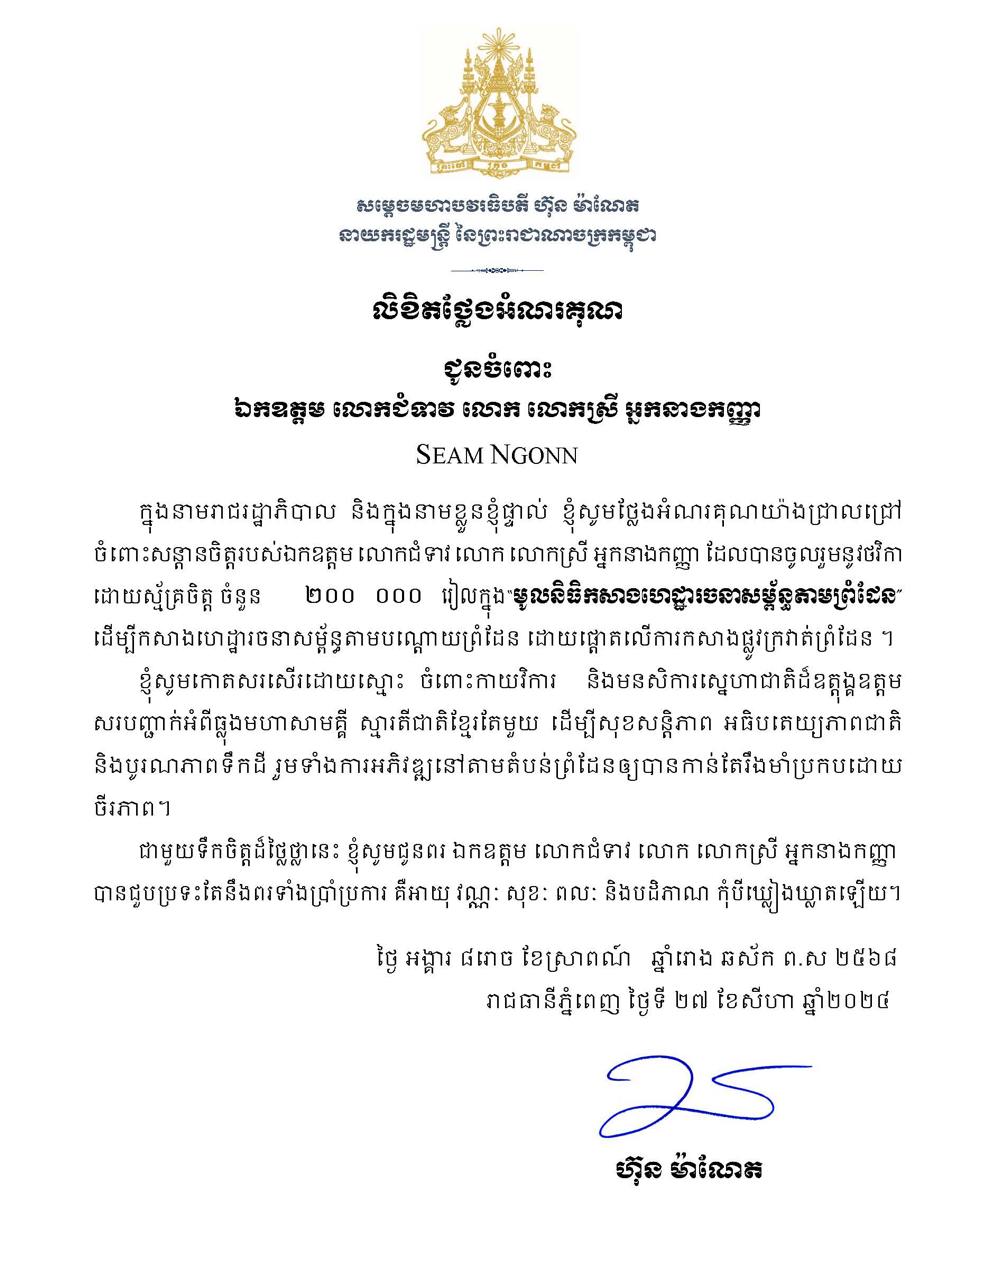 ព្រះចៅ ក្រុង កម្ពុជា
សម្តេចមហាបវរធិបតី ហ៊ុន ម៉ាណែត
នាយករដ្ឋមន្ត្រី នៃព្រះរាជាណាចក្រកម្ពុជា
លិខិតថ្លែងអំណរគុណ
ជូនចំពោះ
ឯកឧត្តម លោកជំទាវ លោក លោកស្រី អ្នកនាងកញ្ញា
SEAM NGONN
ក្នុងនាមរាជរដ្ឋាភិបាល និងក្នុងនាមខ្លួនខ្ញុំផ្ទាល់ ខ្ញុំសូមថ្លែងអំណរគុណយ៉ាងជ្រាលជ្រៅ
ចំពោះសន្តានចិត្តរបស់ឯកឧត្តម លោកជំទាវ លោក លោកស្រី អ្នកនាងកញ្ញា ដែលបានចូលរួមនូវថវិកា
ដោយស្ម័គ្រចិត្ត ចំនួន ២០០ ០០០ រៀលក្នុង“មូលនិធិកសាងហេដ្ឋារចនាសម្ព័ន្ធតាមព្រំដែន”
ដើម្បីកសាងហេដ្ឋារចនាសម្ព័ន្ធតាមបណ្តោយព្រំដែន ដោយផ្តោតលើការកសាងផ្លូវក្រវាត់ព្រំដែន ។
ខ្ញុំសូមកោតសរសើរដោយស្មោះ ចំពោះកាយវិការ និងមនសិការស្នេហាជាតិដ៏ឧត្តុង្គឧត្តម
សរបញ្ជាក់អំពីធ្លុងមហាសាមគ្គី ស្មារតីជាតិខ្មែរតែមួយ ដើម្បីសុខសន្តិភាព អធិបតេយ្យភាពជាតិ
និងបូរណភាពទឹកដី រួមទាំងការអភិវឌ្ឍនៅតាមតំបន់ព្រំដែនឲ្យបានកាន់តែរឹងមាំប្រកបដោយ
ចីរភាព។
ជាមួយទឹកចិត្តដ៏ថ្លៃថ្លានេះ ខ្ញុំសូមជូនពរ ឯកឧត្តម លោកជំទាវ លោក លោកស្រី អ្នកនាងកញ្ញា
បានជួបប្រទះតែនឹងពរទាំងប្រាំប្រការ គឺអាយុ វណ្ណៈ សុខៈ ពលៈ និងបដិភាណ កុំបីឃ្លៀងឃ្លាតឡើយ។
ថ្ងៃ អង្គារ ៨រោច ខែស្រាពណ៍ ឆ្នាំរោង ឆស័ក ព.ស ២៥៦៨
រាជធានីភ្នំពេញ ថ្ងៃទី ២៧ ខែសីហា ឆ្នាំ២០២៤
ហ៊ុន ម៉ាណែត